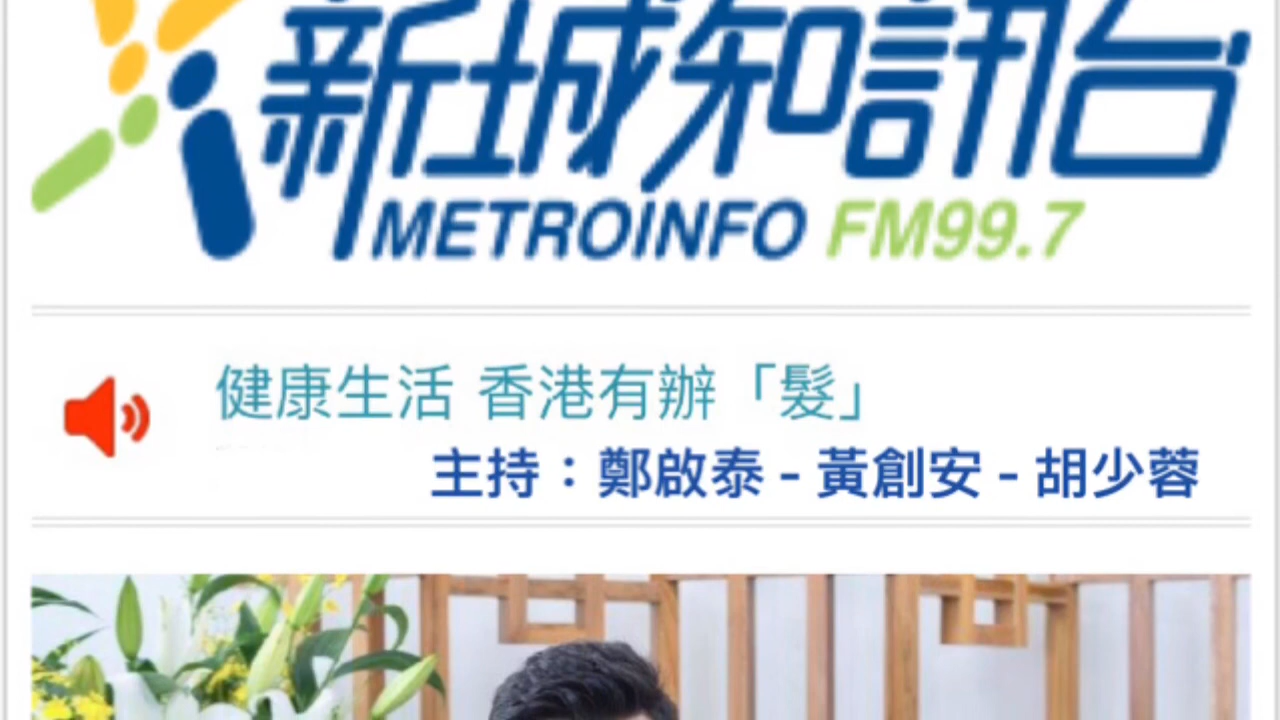 新城知訊台
METROINFO FM99.7
健康生活 香港有辦「髮」
主持：鄭啟泰 - 黃創安 - 胡少蓉